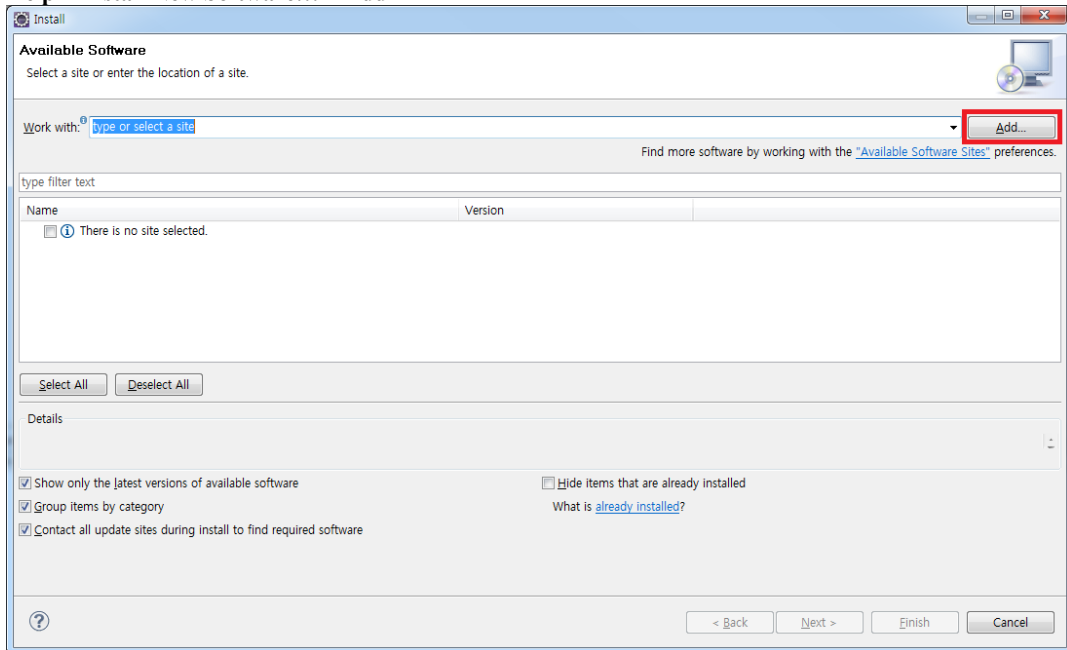 Install
Available Software
Select a site or enter the location of a site.
Work with: type or select a site
Add...
Find more software by working with the "Available Software Sites" preferences.
type filter text
Name Version
There is no site selected.
Select All Deselect All
Details
Show only the latest versions of available software Hide items that are already installed
Group items by category What is already installed?
Contact all update sites during install to find required software
< Back Next > Finish Cancel